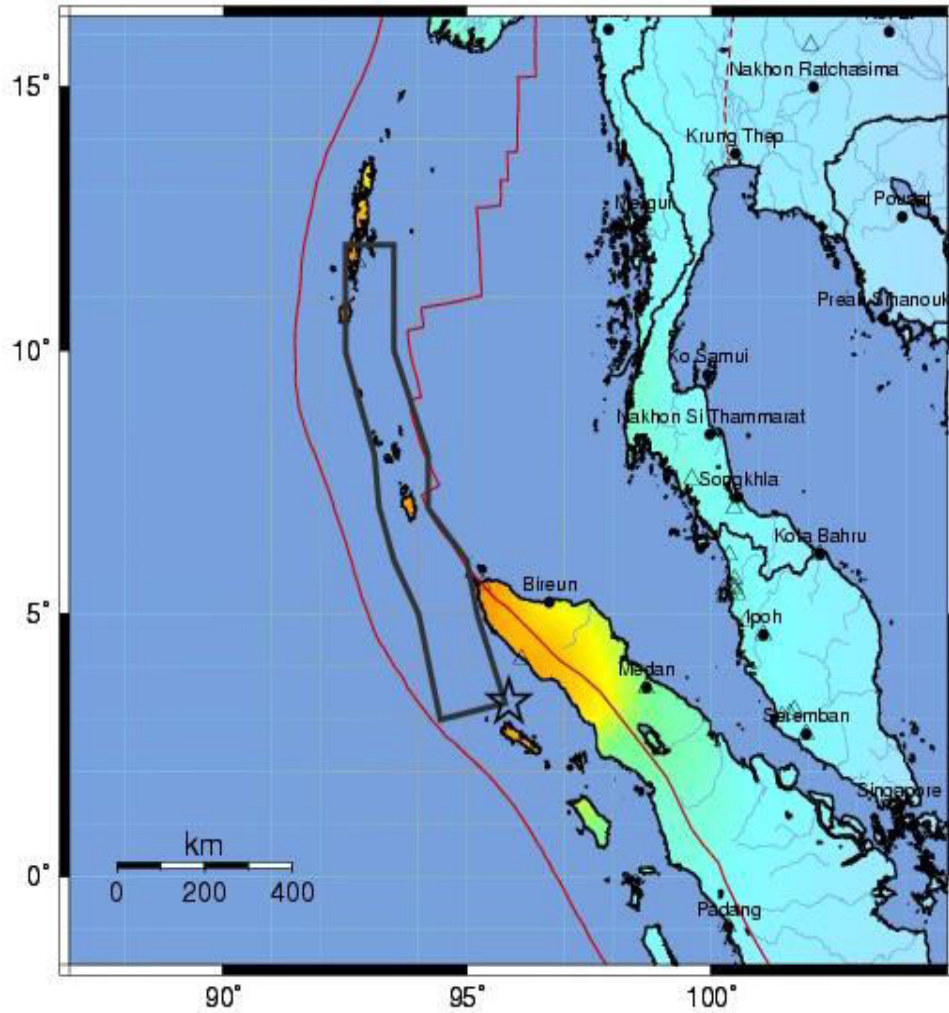 15°
Nakhon Ratchasima
Krung Thep
Mergui
Pousat
Preah Sihanouk
10°
Ko Samui
Nakhon Si Thammarat
Songkhla
Kota Bahru
Bireun
5°
Ipoh
Medan
Seremban
Singapore
km
0 200 400
0°
Padang
90° 95° 100°